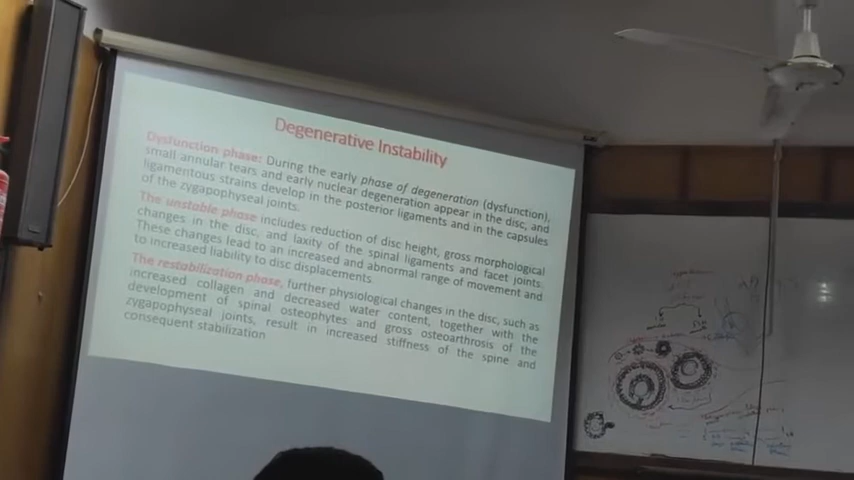 Degenerative Instability
Dysfunction phase: During the early phase of degeneration (dysfunction),
small annular tears and early nuclear degeneration appear in the disc, and
ligamentous strains develop in the posterior ligaments and in the capsules
of the zygapophyseal joints.
The unstable phase includes reduction of disc height, gross morphological
changes in the disc, and laxity of the spinal ligaments and facet joints.
These changes lead to an increased and abnormal range of movement and
to increased liability to disc displacements.
The restabilization phase, further physiological changes in the disc, such as
increased collagen and decreased water content, together with the
development of spinal osteophytes and gross osteoarthrosis of the
zygapophyseal joints, result in increased stiffness of the spine and
consequent stabilization